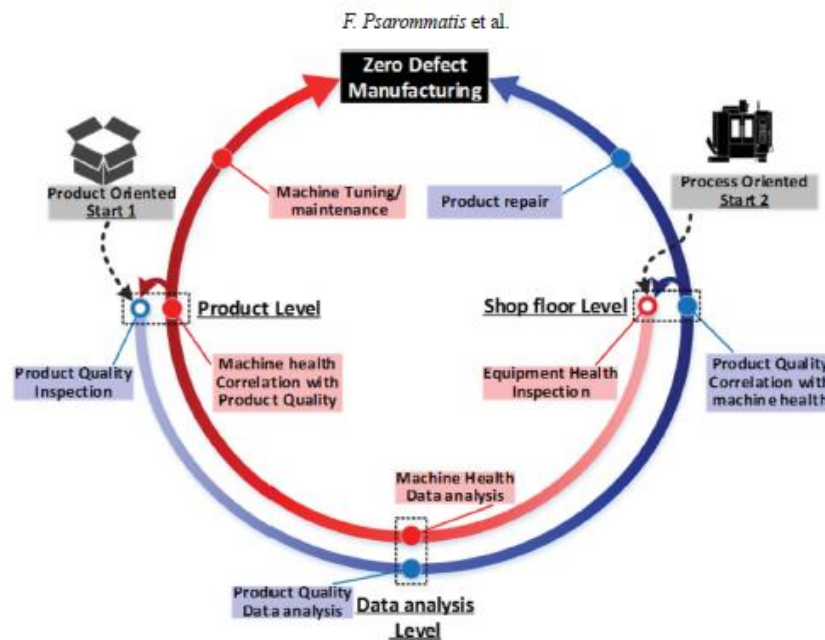 F. Psarommatis et al.
Zero Defect
Manufacturing
Product Oriented
Start 1
Machine Tuning/
maintenance
Product repair
Process Oriented
Start 2
Product Level
Shop floor Level
Product Quality
Inspection
Machine health
Correlation with
Product Quality
Equipment Health
Inspection
Product Quality
Correlation with
machine health
Machine Health
Data analysis
Product Quality
Data analysis
Data analysis
Level